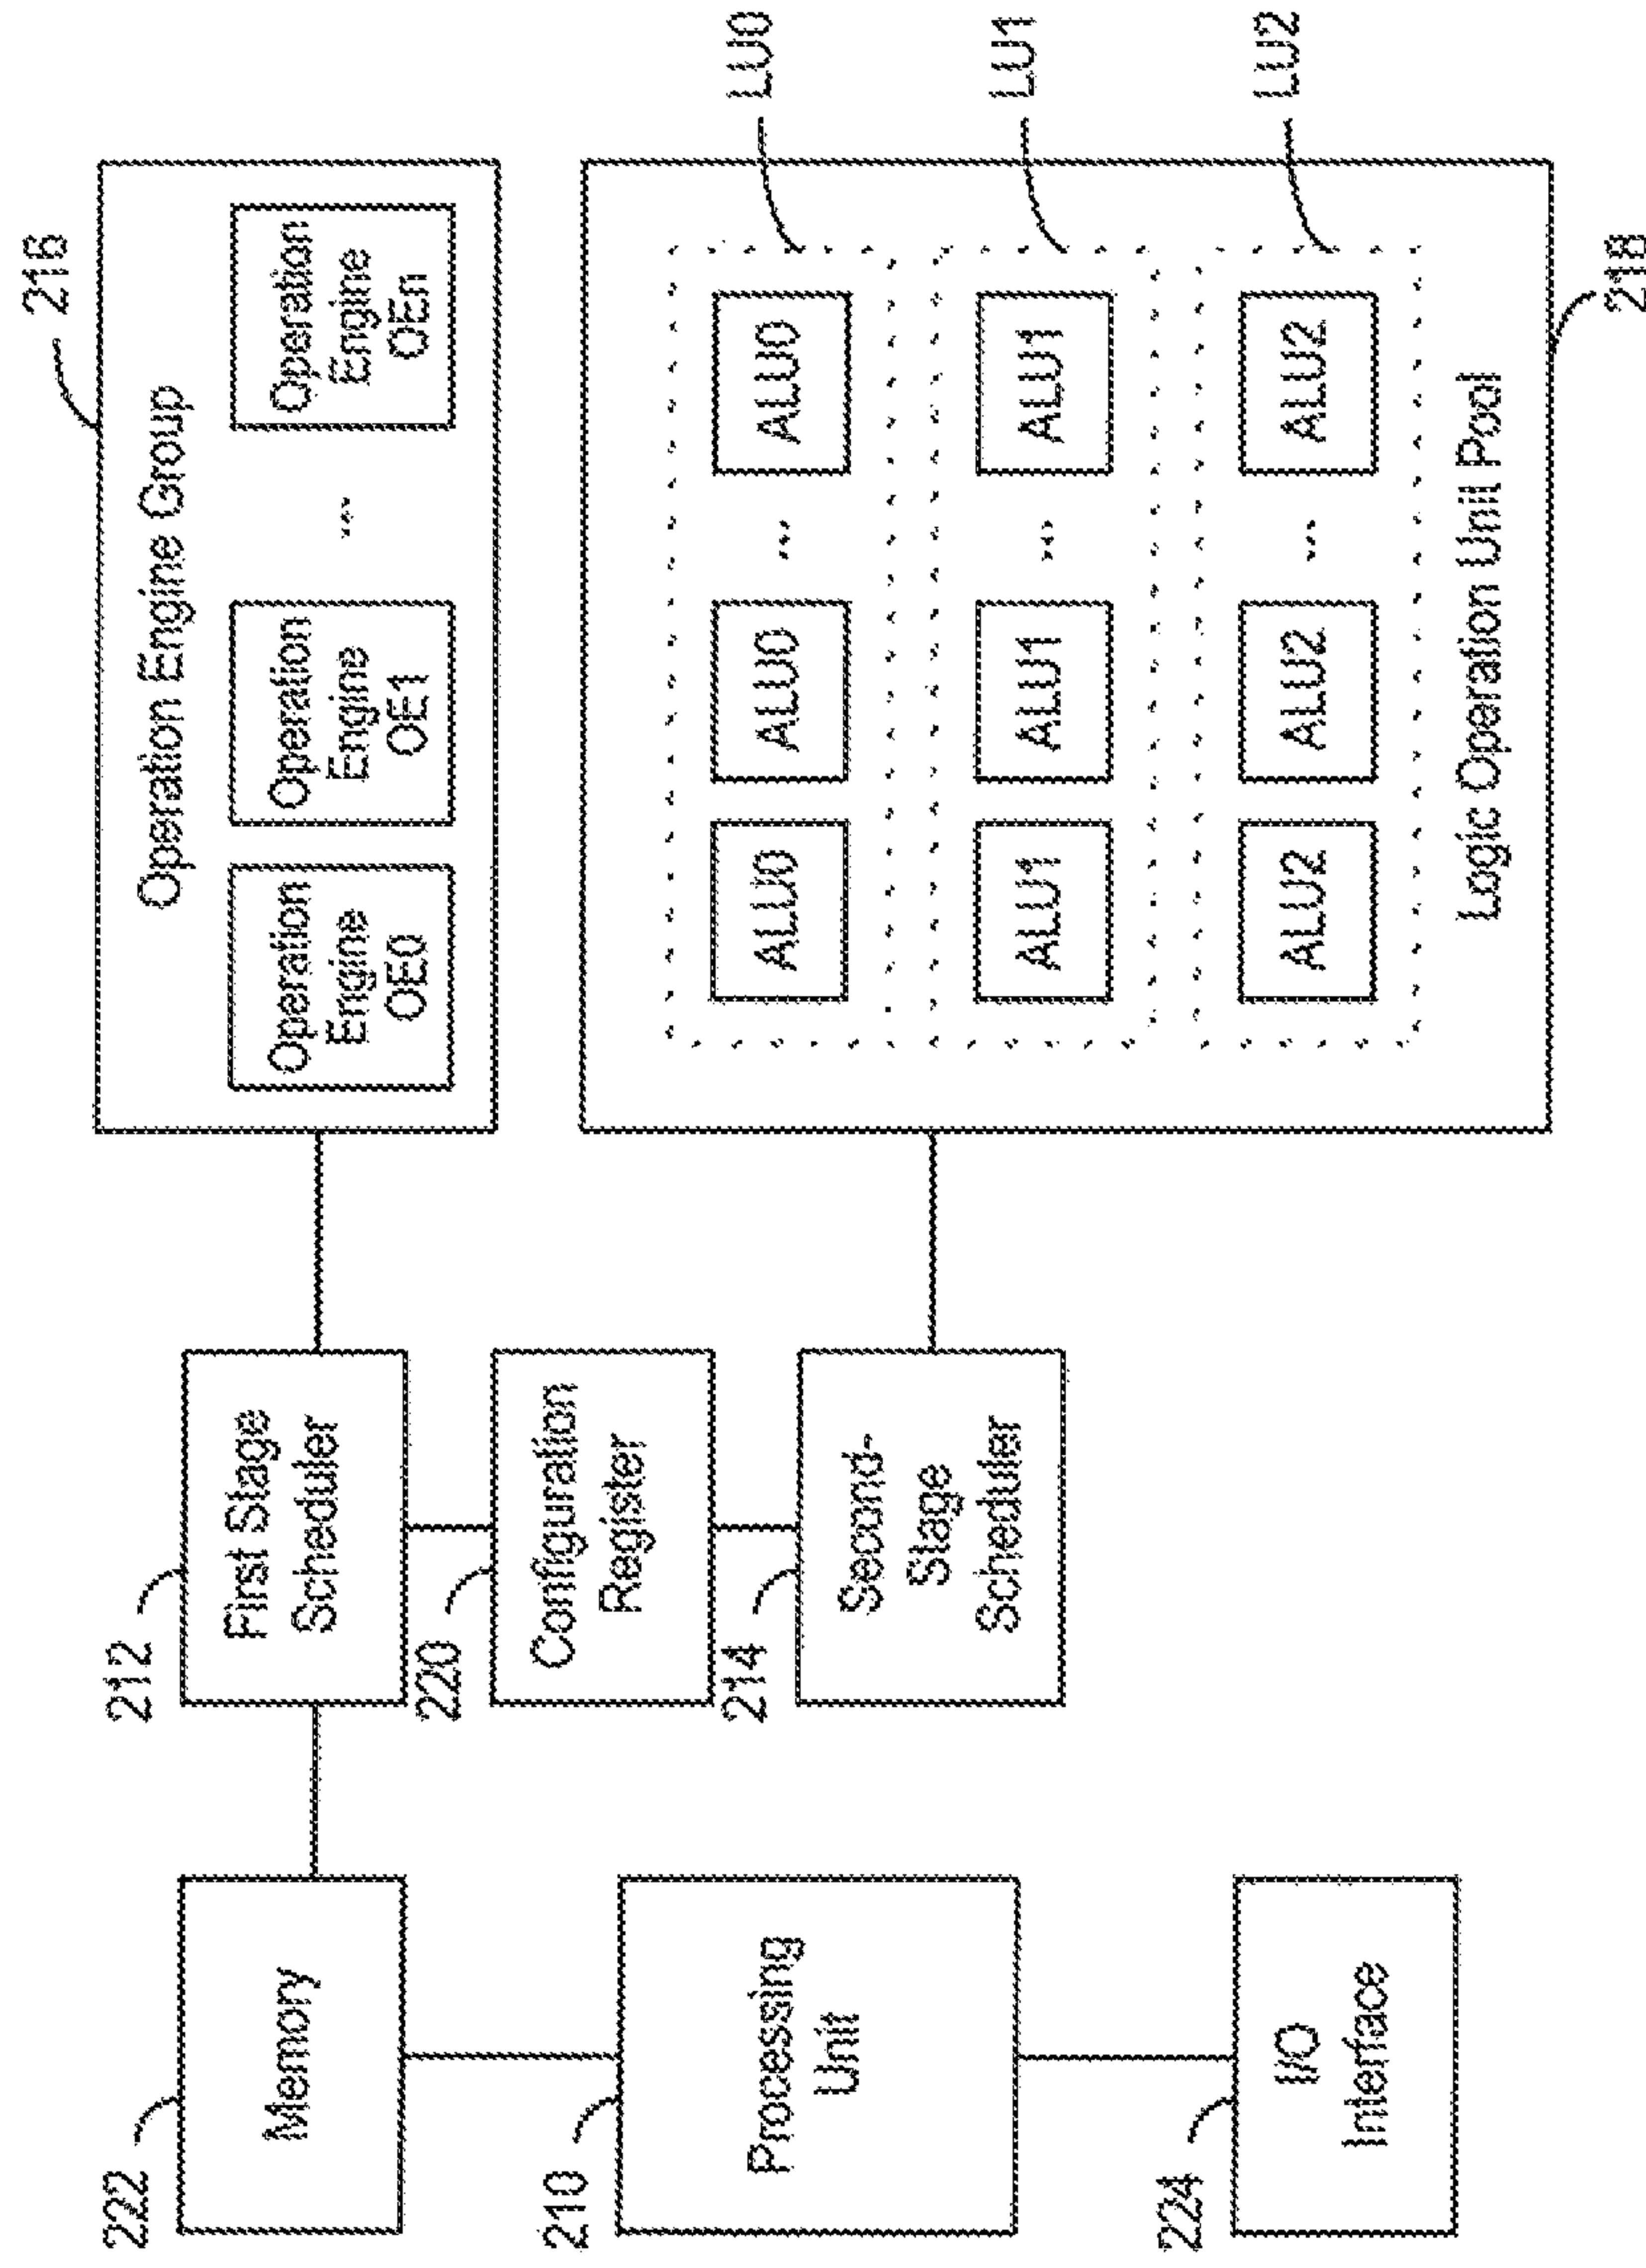 216
Operation Engine Group
Operation
Engine
OE0
Operation
Engine
OE1
...
Operation
Engine
OEn
222
Memory
212
First Stage
Scheduler
220
Configuration
Register
210
Processing
Unit
214
Second-
Stage
Scheduler
224
I/O
Interface
ALU0
ALU0
...
ALU0
LU0
ALU1
ALU1
...
ALU1
LU1
ALU2
ALU2
...
ALU2
LU2
Logic Operation Unit Pool
218